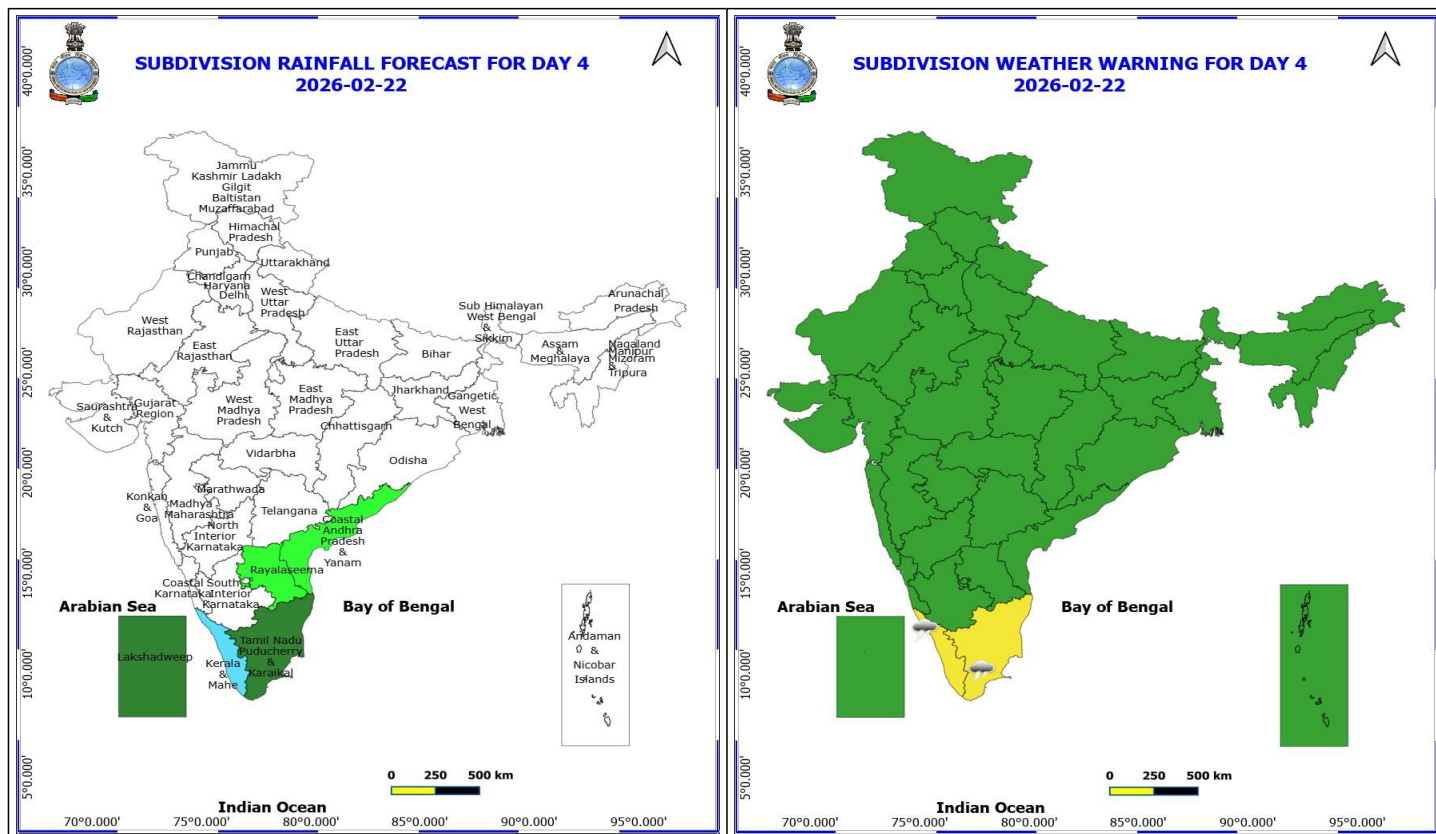 SUBDIVISION RAINFALL FORECAST FOR DAY 4
2026-02-22
40°0.000'
35°0.000'
30°0.000'
25°0.000'
20°0.000'
15°0.000'
10°0.000'
5°0.000'
Jammu
Kashmir Ladakh
Gilgit
Baltistan
Muzaffarabad
Himachal
Pradesh
Punjab
Uttarakhand
Chandigarh
Haryana
Delhi
West
Uttar
Pradesh
West
Rajasthan
East
Rajasthan
East
Uttar
Pradesh
Bihar
Sub Himalayan
West Bengal
&
Sikkim
Arunachal
Pradesh
Assam
&
Meghalaya
Nagaland
Manipur
Mizoram
&
Tripura
Saurashtra
&
Kutch
Gujarat
Region
West
Madhya
Pradesh
East
Madhya
Pradesh
Jharkhand
Gangetic
West
Bengal
Chhattisgarh
Vidarbha
Odisha
Konkan
&
Goa
Marathwada
Madhya
Maharashtra
Telangana
North
Interior
Karnataka
Coastal
Andhra
Pradesh
&
Yanam
Rayalaseema
Coastal
Karnataka
South
Interior
Karnataka
Arabian Sea
Bay of Bengal
Lakshadweep
Kerala
&
Mahe
Tamil Nadu
Puducherry
&
Karaikal
Andaman
&
Nicobar
Islands
0 250 500 km
Indian Ocean
70°0.000' 75°0.000' 80°0.000' 85°0.000' 90°0.000' 95°0.000'
SUBDIVISION WEATHER WARNING FOR DAY 4
2026-02-22
40°0.000'
35°0.000'
30°0.000'
25°0.000'
20°0.000'
15°0.000'
10°0.000'
5°0.000'
Arabian Sea
Bay of Bengal
0 250 500 km
Indian Ocean
70°0.000' 75°0.000' 80°0.000' 85°0.000' 90°0.000' 95°0.000'